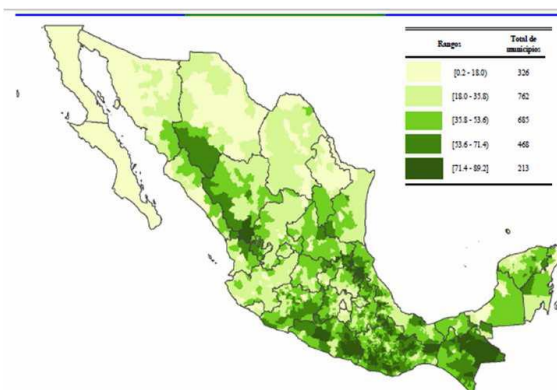 Rangos Total de municipios
[0.2 - 18.0) 326
[18.0 - 35.8) 762
[35.8 - 53.6) 685
[53.6 - 71.4) 468
[71.4 - 89.2] 213